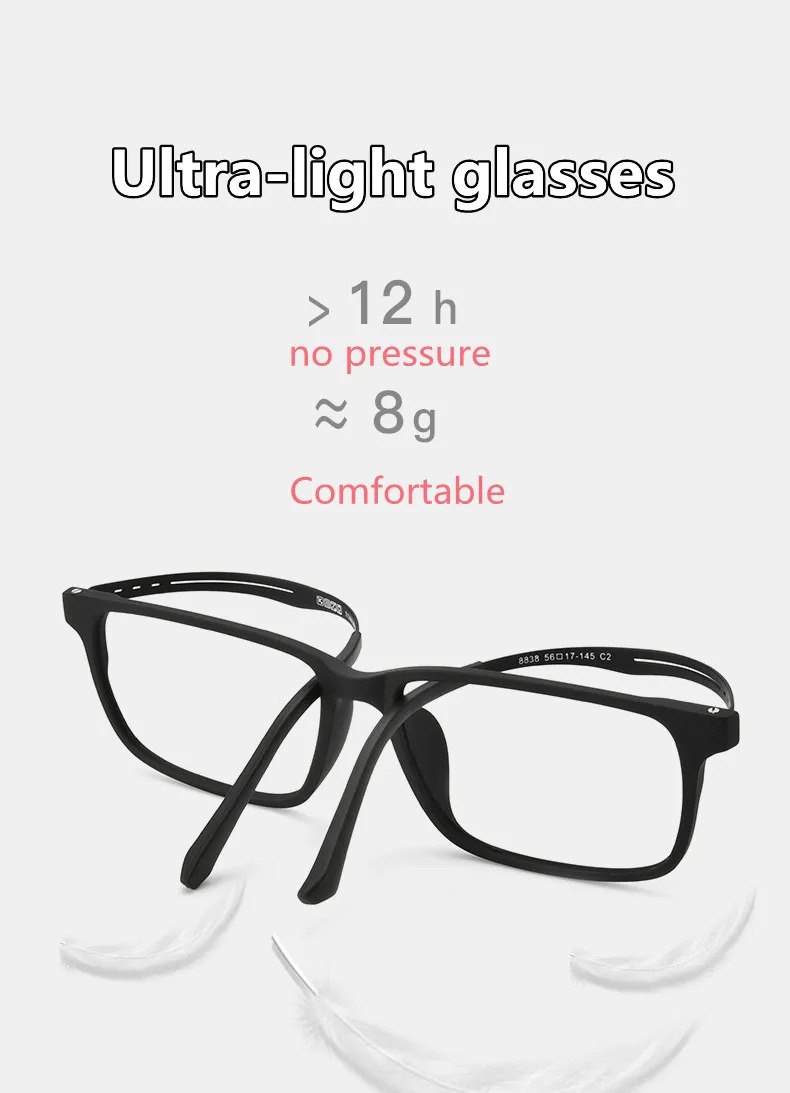 Ultra-light glasses
> 12 h
no pressure
≈ 8g
Comfortable
8838 56□17-145 C2